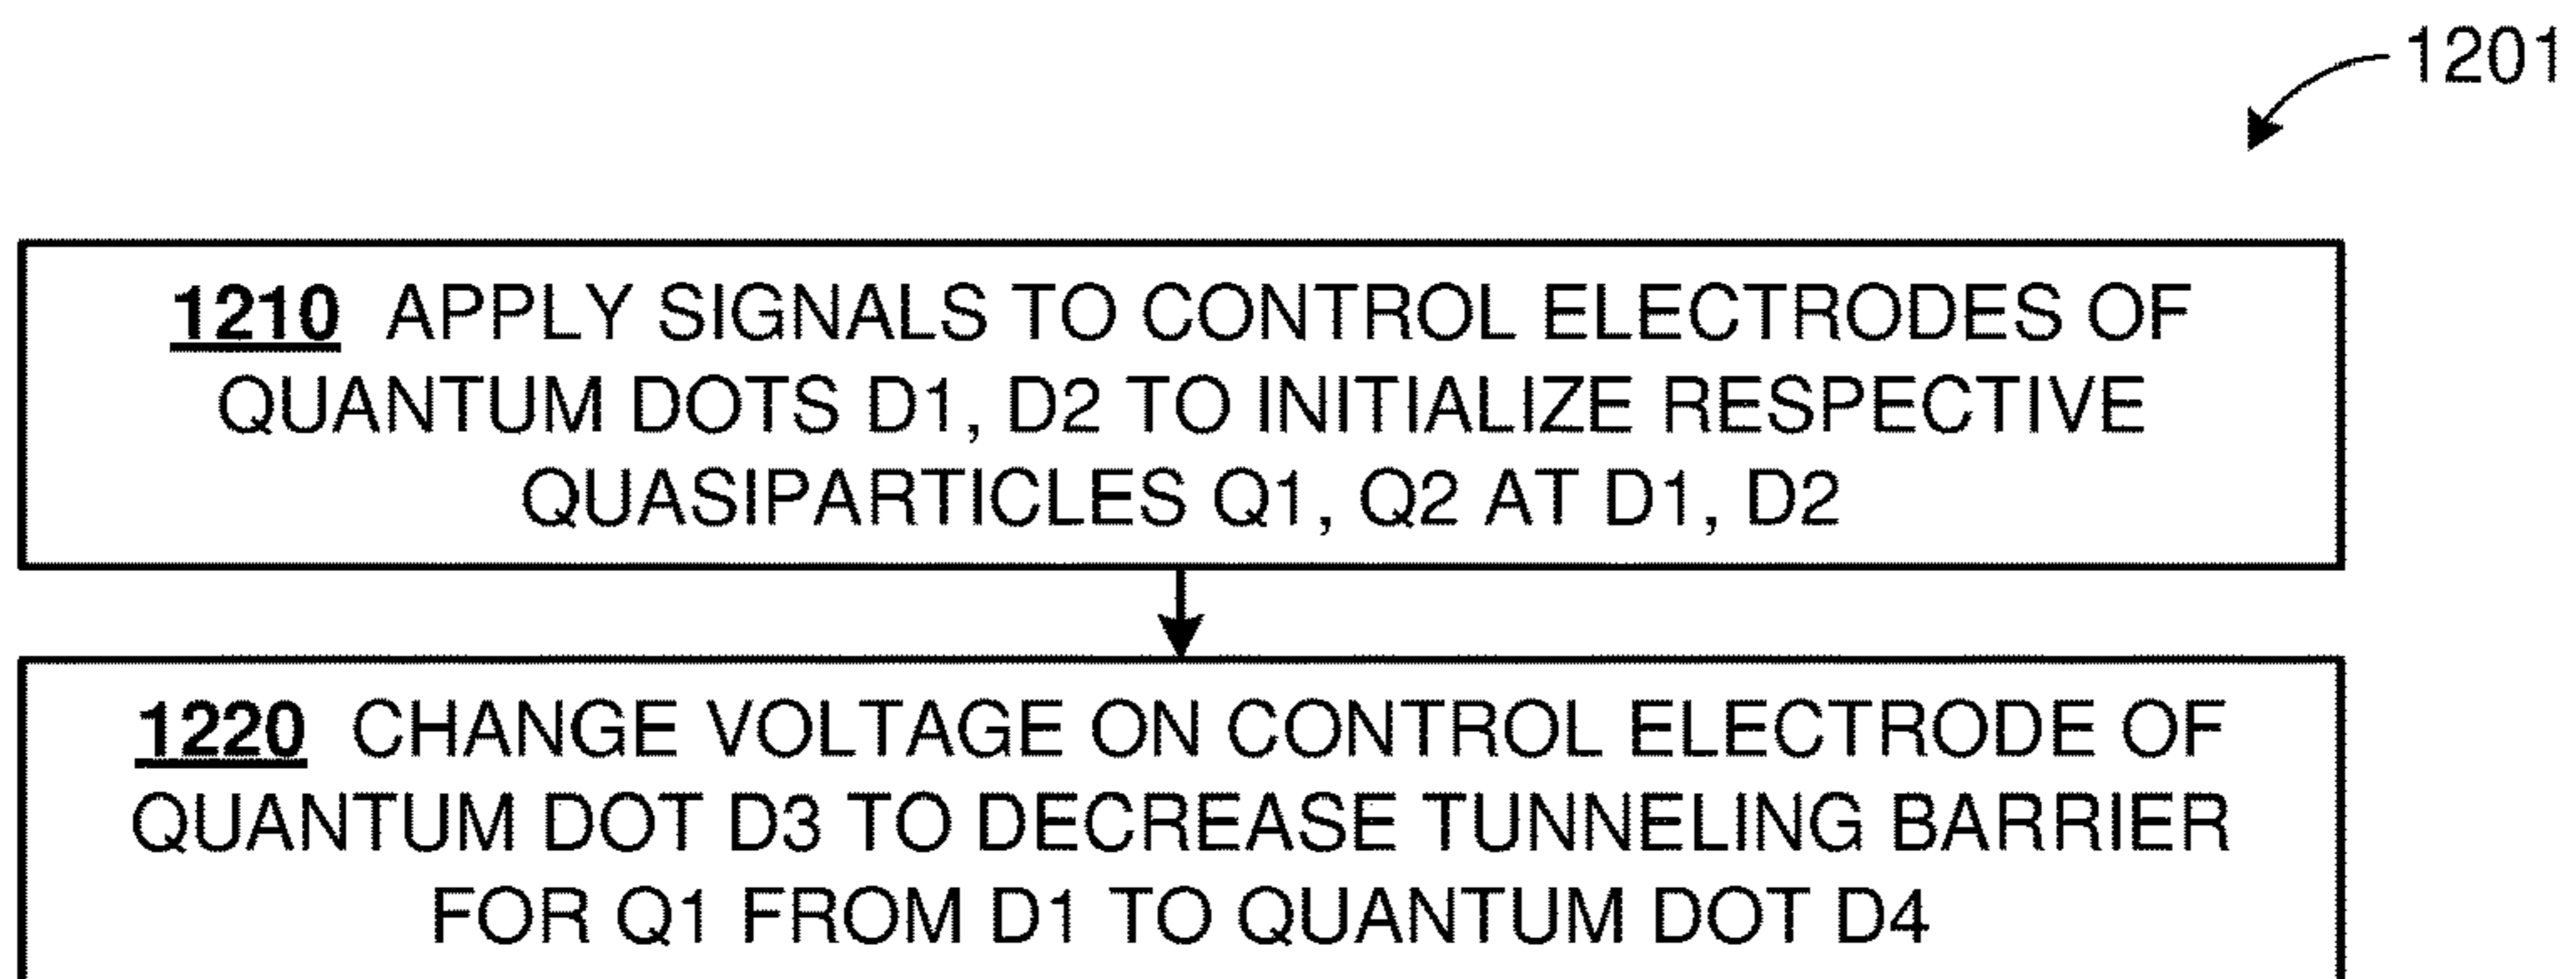 1201
1210 APPLY SIGNALS TO CONTROL ELECTRODES OF
QUANTUM DOTS D1, D2 TO INITIALIZE RESPECTIVE
QUASIPARTICLES Q1, Q2 AT D1, D2
1220 CHANGE VOLTAGE ON CONTROL ELECTRODE OF
QUANTUM DOT D3 TO DECREASE TUNNELING BARRIER
FOR Q1 FROM D1 TO QUANTUM DOT D4